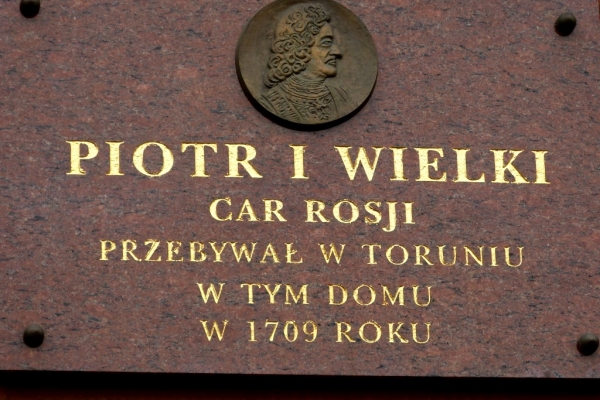 PIOTR I WIELKI
CAR ROSJI
PRZEBYWAŁ W TORUNIU
W TYM DOMU
W 1709 ROKU